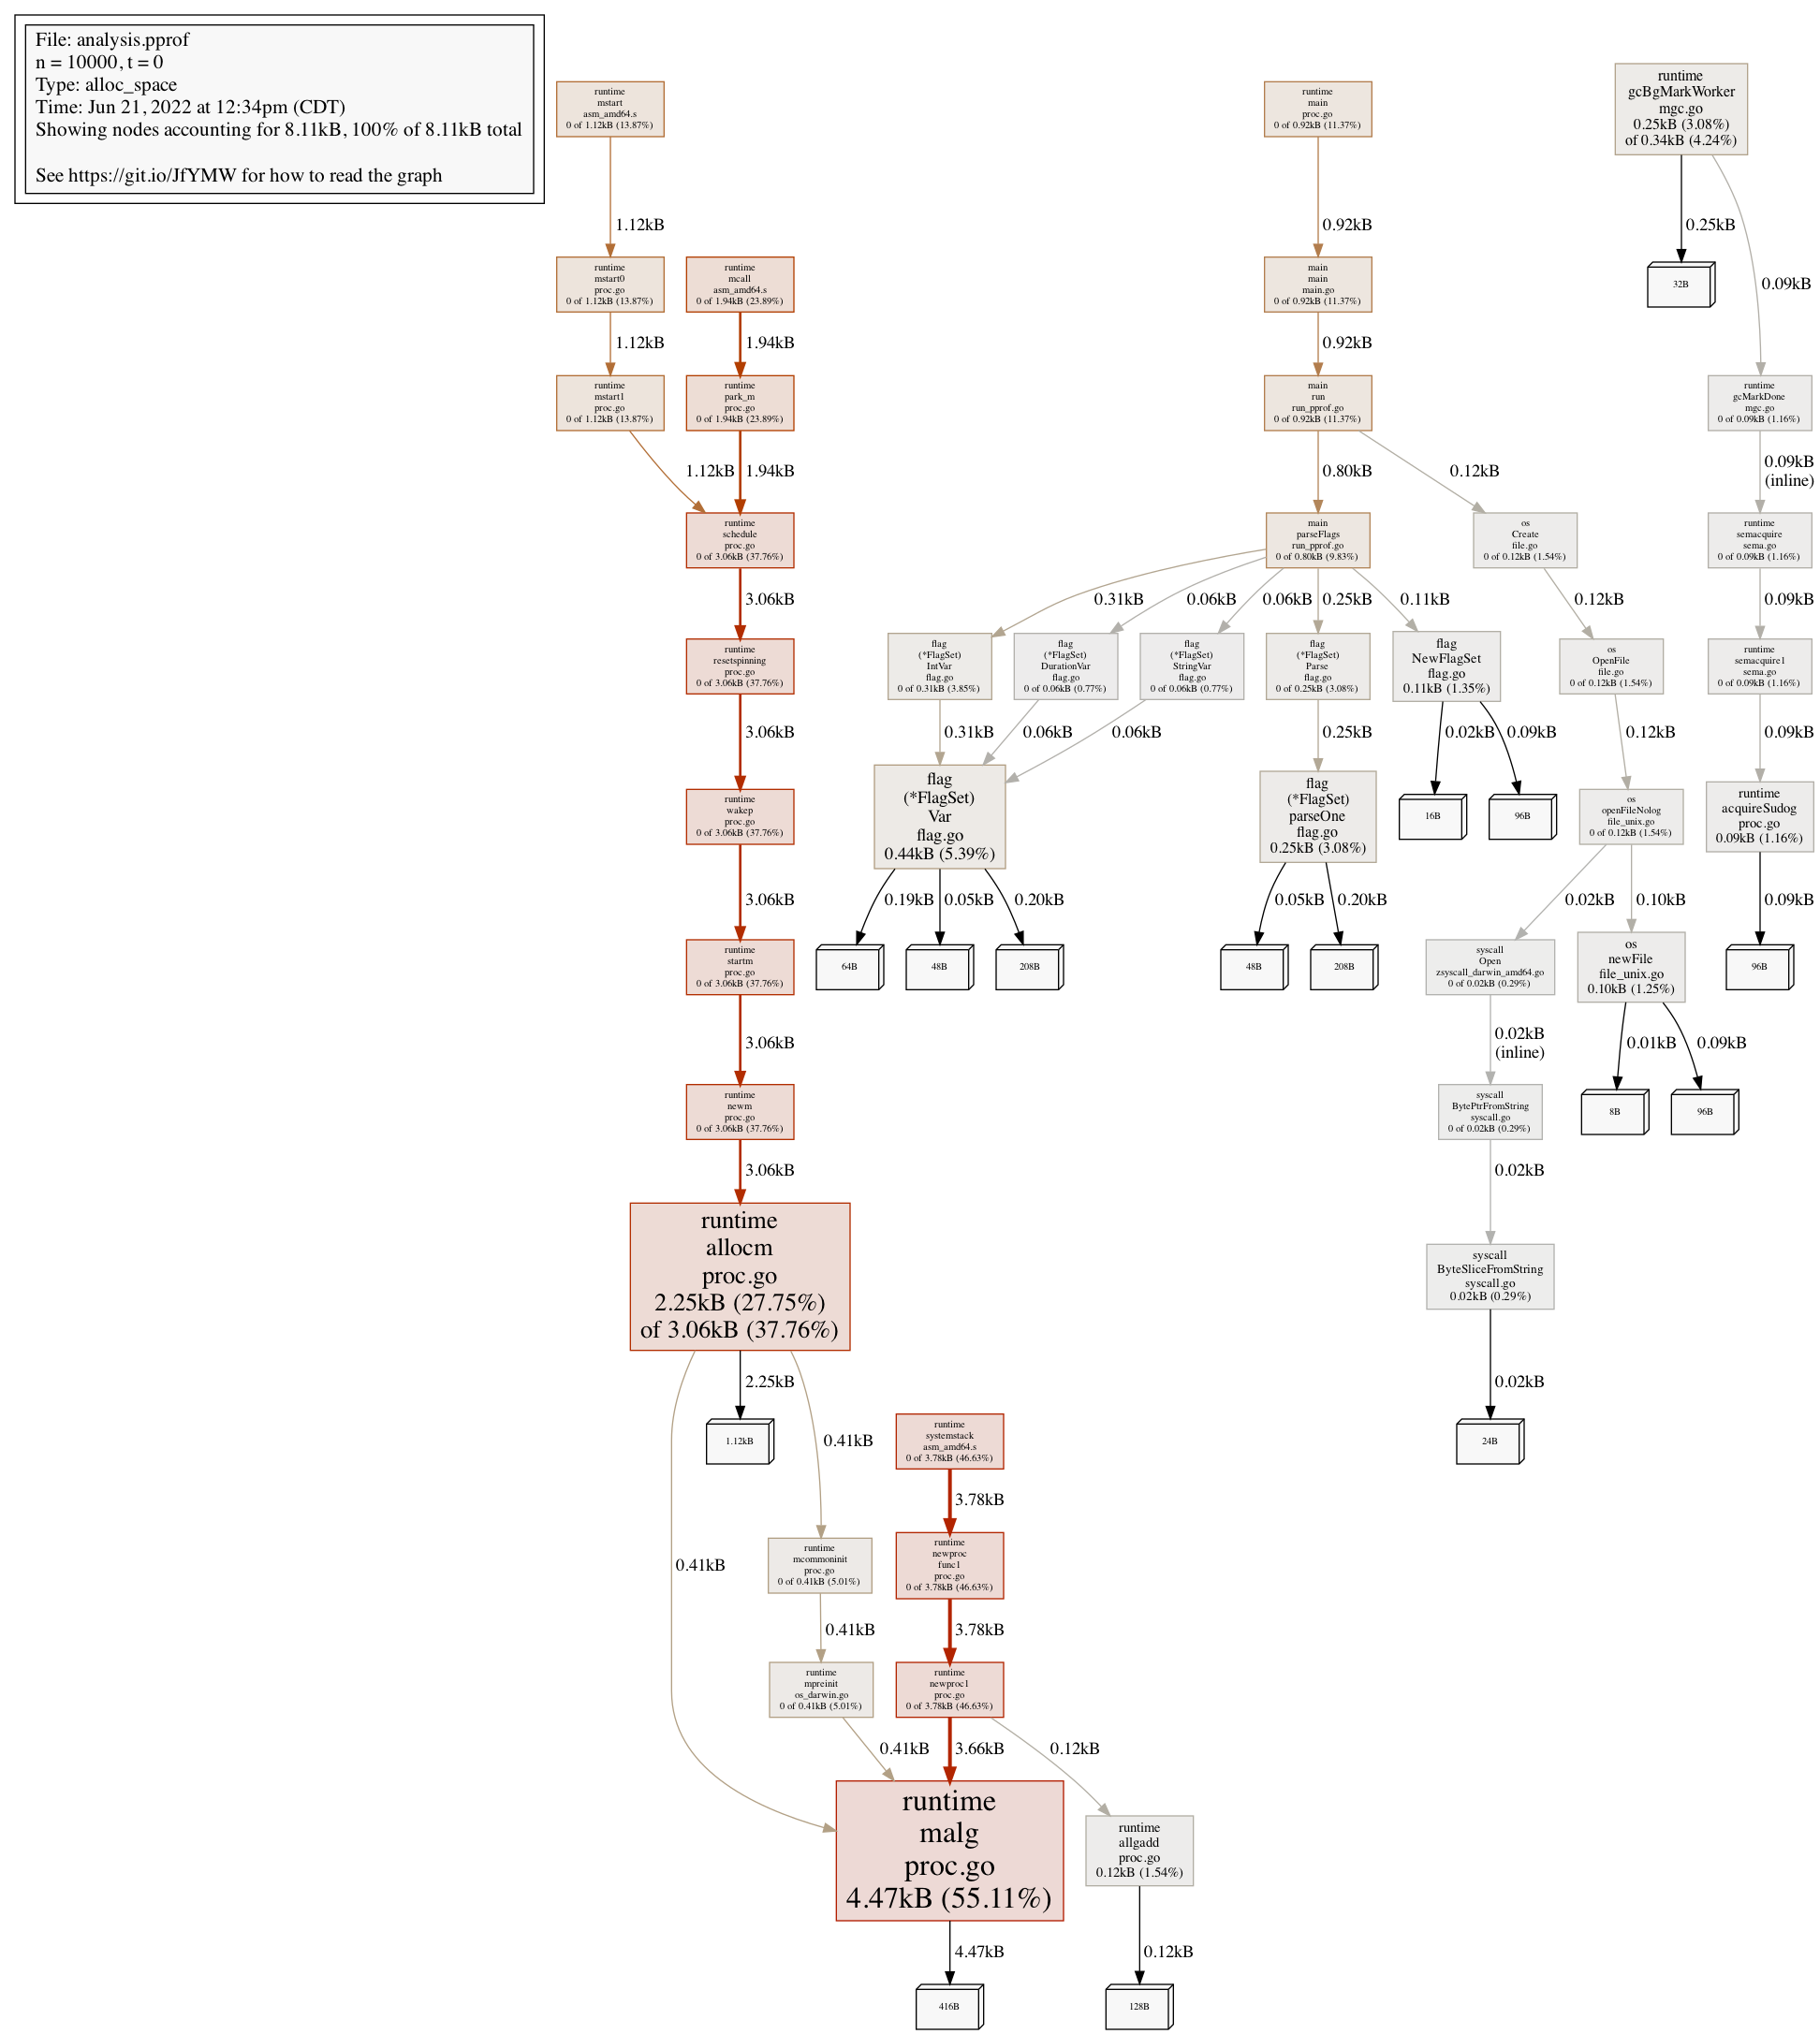 File: analysis.pprof
n = 10000, t = 0
Type: alloc_space
Time: Jun 21, 2022 at 12:34pm (CDT)
Showing nodes accounting for 8.11kB, 100% of 8.11kB total
See https://git.io/JfYMW for how to read the graph
runtime
mstart
asm_amd64.s
0 of 1.12kB (13.87%)
runtime
main
proc.go
0 of 0.92kB (11.37%)
runtime
gcBgMarkWorker
mgc.go
0.25kB (3.08%)
of 0.34kB (4.24%)
1.12kB
0.92kB
0.25kB
0.09kB
runtime
mstart0
proc.go
0 of 1.12kB (13.87%)
runtime
mcall
asm_amd64.s
0 of 1.94kB (23.89%)
main
main
main.go
0 of 0.92kB (11.37%)
32B
1.12kB
1.94kB
0.92kB
runtime
mstart1
proc.go
0 of 1.12kB (13.87%)
runtime
park_m
proc.go
0 of 1.94kB (23.89%)
main
run
run_pprof.go
0 of 0.92kB (11.37%)
runtime
gcMarkDone
mgc.go
0 of 0.09kB (1.16%)
1.12kB
1.94kB
0.80kB
0.12kB
0.09kB
(inline)
runtime
schedule
proc.go
0 of 3.06kB (37.76%)
main
parseFlags
run_pprof.go
0 of 0.80kB (9.83%)
os
Create
file.go
0 of 0.12kB (1.54%)
runtime
semacquire
sema.go
0 of 0.09kB (1.16%)
3.06kB
0.31kB
0.06kB
0.06kB
0.25kB
0.11kB
0.12kB
0.09kB
runtime
resetspinning
proc.go
0 of 3.06kB (37.76%)
flag
(*FlagSet)
IntVar
flag.go
0 of 0.31kB (3.85%)
flag
(*FlagSet)
DurationVar
flag.go
0 of 0.06kB (0.77%)
flag
(*FlagSet)
StringVar
flag.go
0 of 0.06kB (0.77%)
flag
(*FlagSet)
Parse
flag.go
0 of 0.25kB (3.08%)
flag
NewFlagSet
flag.go
0.11kB (1.35%)
os
OpenFile
file.go
0 of 0.12kB (1.54%)
runtime
semacquire1
sema.go
0 of 0.09kB (1.16%)
3.06kB
0.31kB
0.06kB
0.06kB
0.25kB
0.02kB
0.09kB
0.12kB
0.09kB
runtime
wakep
proc.go
0 of 3.06kB (37.76%)
flag
(*FlagSet)
Var
flag.go
0.44kB (5.39%)
flag
(*FlagSet)
parseOne
flag.go
0.25kB (3.08%)
16B
96B
os
openFileNolog
file_unix.go
0 of 0.12kB (1.54%)
runtime
acquireSudog
proc.go
0.09kB (1.16%)
3.06kB
0.19kB
0.05kB
0.20kB
0.05kB
0.20kB
0.02kB
0.10kB
0.09kB
runtime
startm
proc.go
0 of 3.06kB (37.76%)
64B
48B
208B
48B
208B
syscall
Open
zsyscall_darwin_amd64.go
0 of 0.02kB (0.29%)
os
newFile
file_unix.go
0.10kB (1.25%)
96B
3.06kB
0.02kB
(inline)
0.01kB
0.09kB
runtime
newm
proc.go
0 of 3.06kB (37.76%)
syscall
BytePtrFromString
syscall.go
0 of 0.02kB (0.29%)
8B
96B
3.06kB
0.02kB
runtime
allocm
proc.go
2.25kB (27.75%)
of 3.06kB (37.76%)
syscall
ByteSliceFromString
syscall.go
0.02kB (0.29%)
2.25kB
0.02kB
0.41kB
1.12kB
runtime
systemstack
asm_amd64.s
0 of 3.78kB (46.63%)
24B
3.78kB
0.41kB
runtime
mcommoninit
proc.go
0 of 0.41kB (5.01%)
runtime
newproc
func1
proc.go
0 of 3.78kB (46.63%)
0.41kB
3.78kB
runtime
mpreinit
os_darwin.go
0 of 0.41kB (5.01%)
runtime
newproc1
proc.go
0 of 3.78kB (46.63%)
0.41kB
3.66kB
0.12kB
runtime
malg
proc.go
4.47kB (55.11%)
runtime
allgadd
proc.go
0.12kB (1.54%)
4.47kB
0.12kB
416B
128B